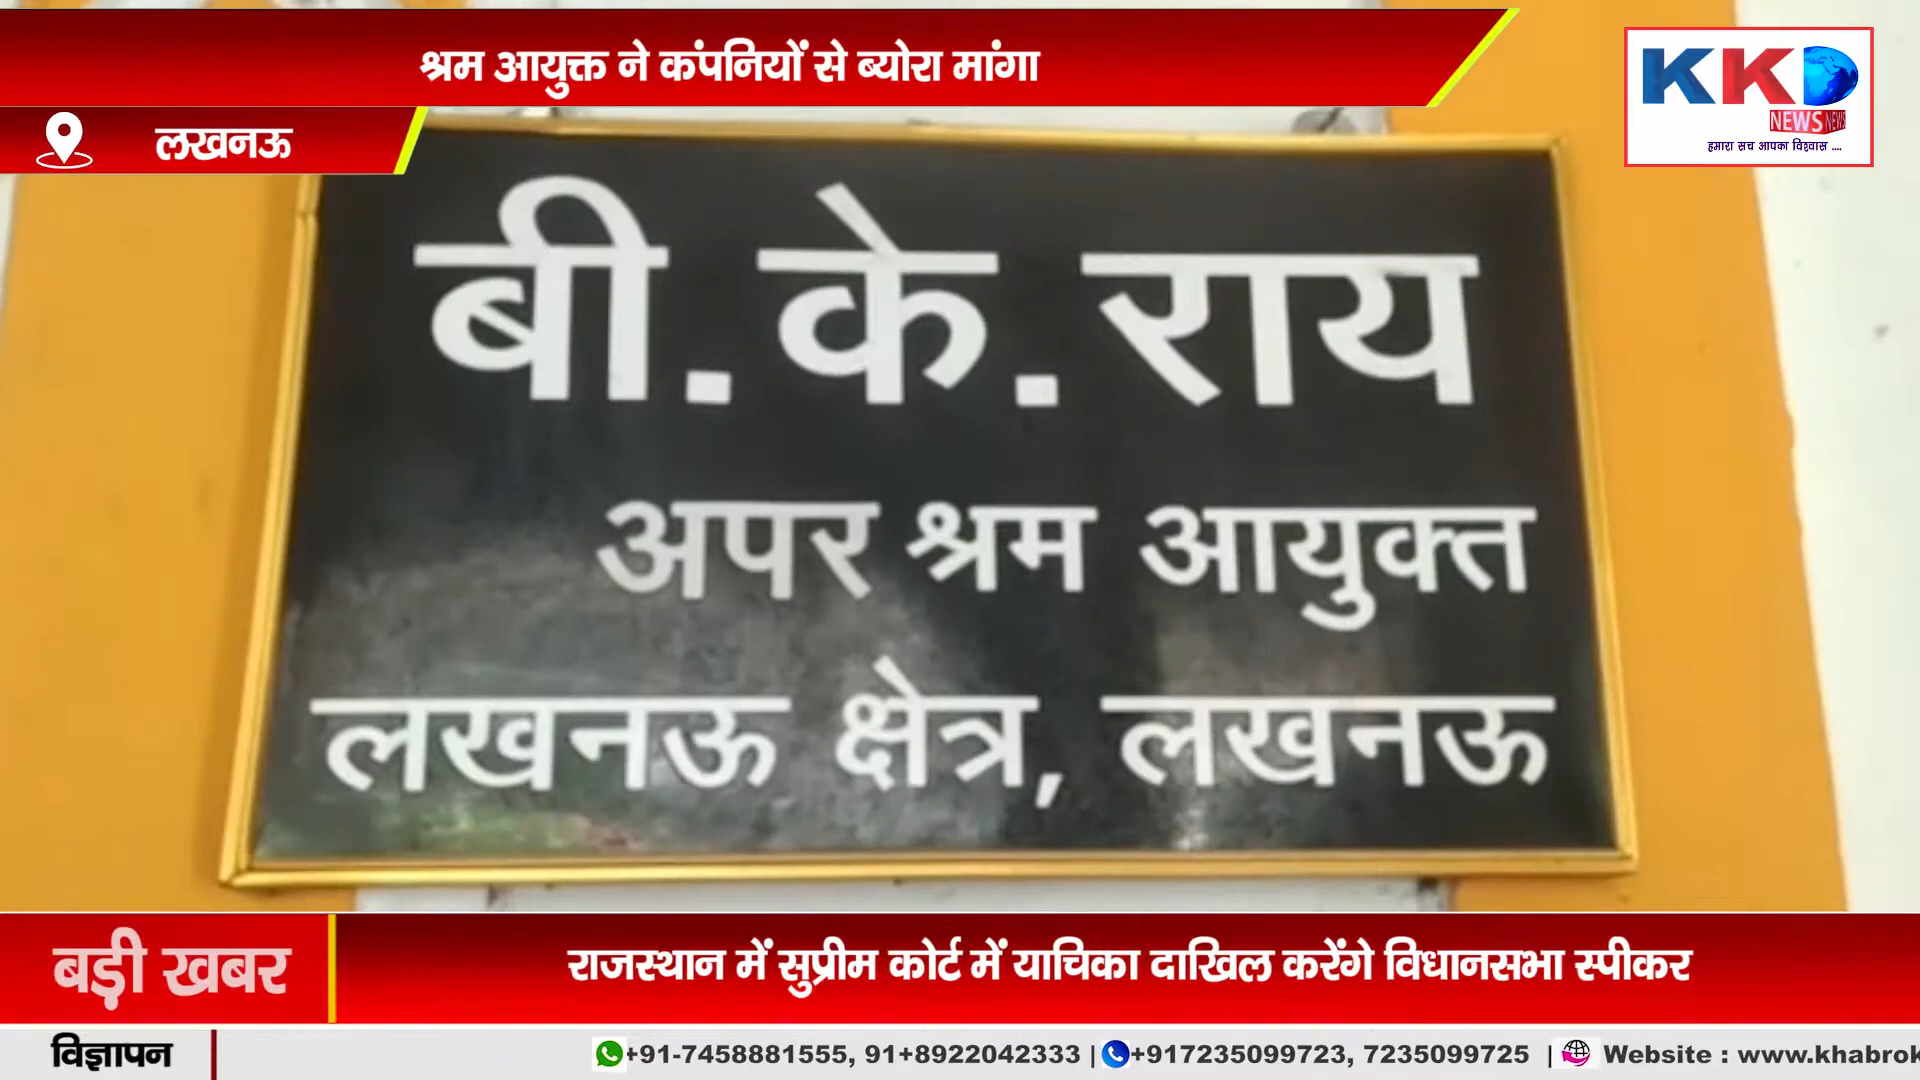 श्रम आयुक्त ने कंपनियों से ब्योरा मांगा
लखनऊ
KKD
NEWS NEWS
हमारा सच आपका विश्वास ....
बी.के.राय
अपर श्रम आयुक्त
लखनऊ क्षेत्र, लखनऊ
बड़ी खबर
राजस्थान में सुप्रीम कोर्ट में याचिका दाखिल करेंगे विधानसभा स्पीकर
विज्ञापन
+91-7458881555, 91+8922042333 | +917235099723, 7235099725 | Website : www.khabrok